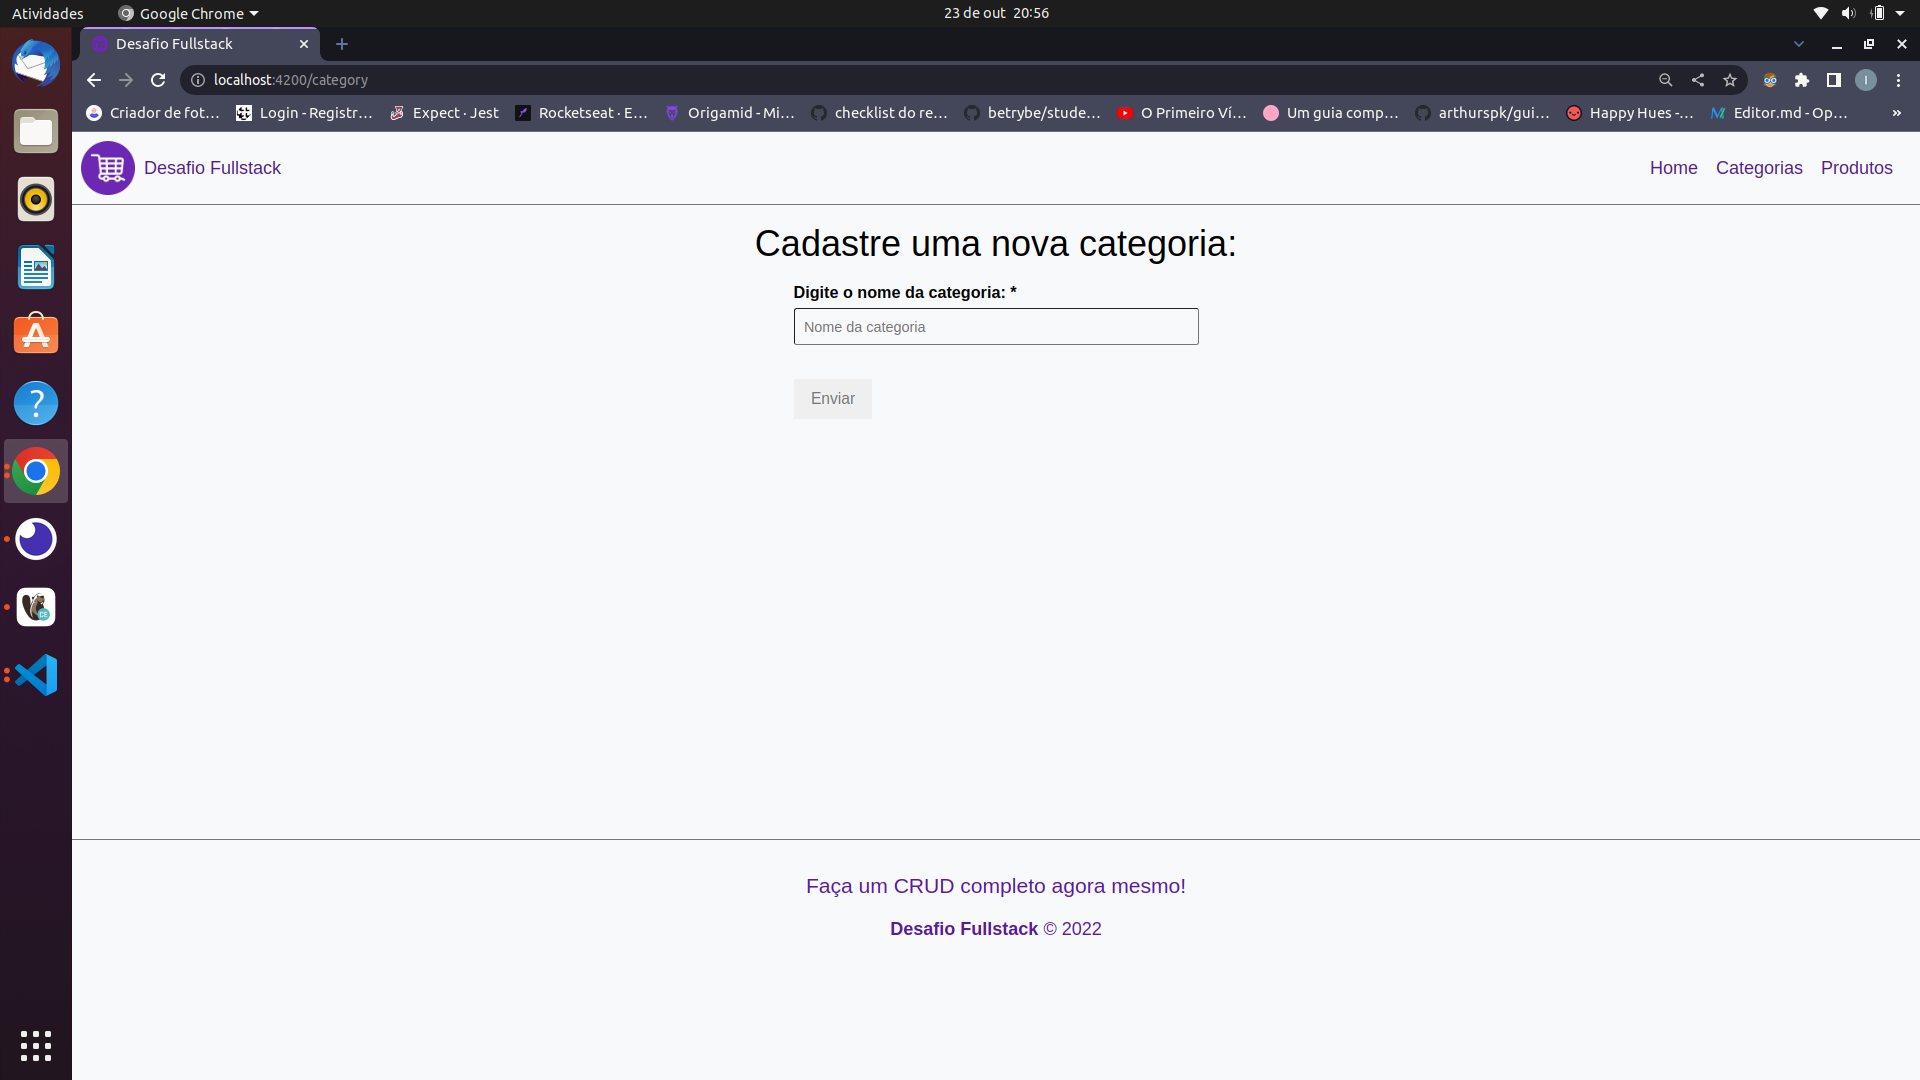 Atividades
Google Chrome
23 de out 20:56
Desafio Fullstack
localhost:4200/category
I
Criador de fot…
Login - Registr…
Expect · Jest
Rocketseat · E…
Origamid - Mi…
checklist do re…
betrybe/stude…
O Primeiro Ví…
Um guia comp…
arthurspk/gui…
Happy Hues -…
Editor.md - Op…
»
Desafio Fullstack
Home
Categorias
Produtos
Cadastre uma nova categoria:
Digite o nome da categoria: *
Nome da categoria
Enviar
Faça um CRUD completo agora mesmo!
Desafio Fullstack © 2022